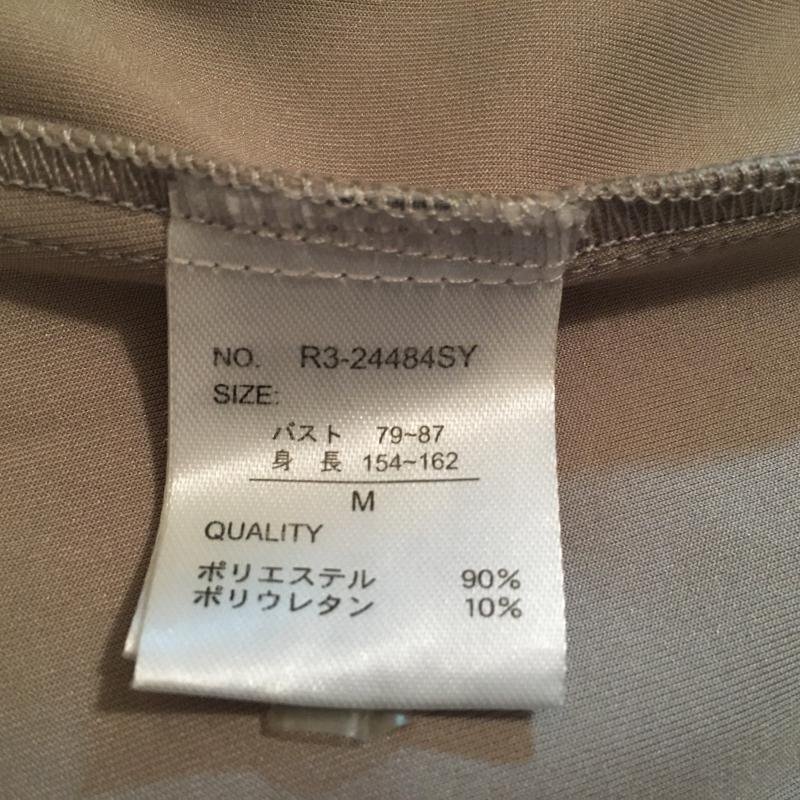 NO. R3-24484SY
SIZE:
バスト 79~87
身 長 154~162
M
QUALITY
ポリエステル 90%
ポリウレタン 10%